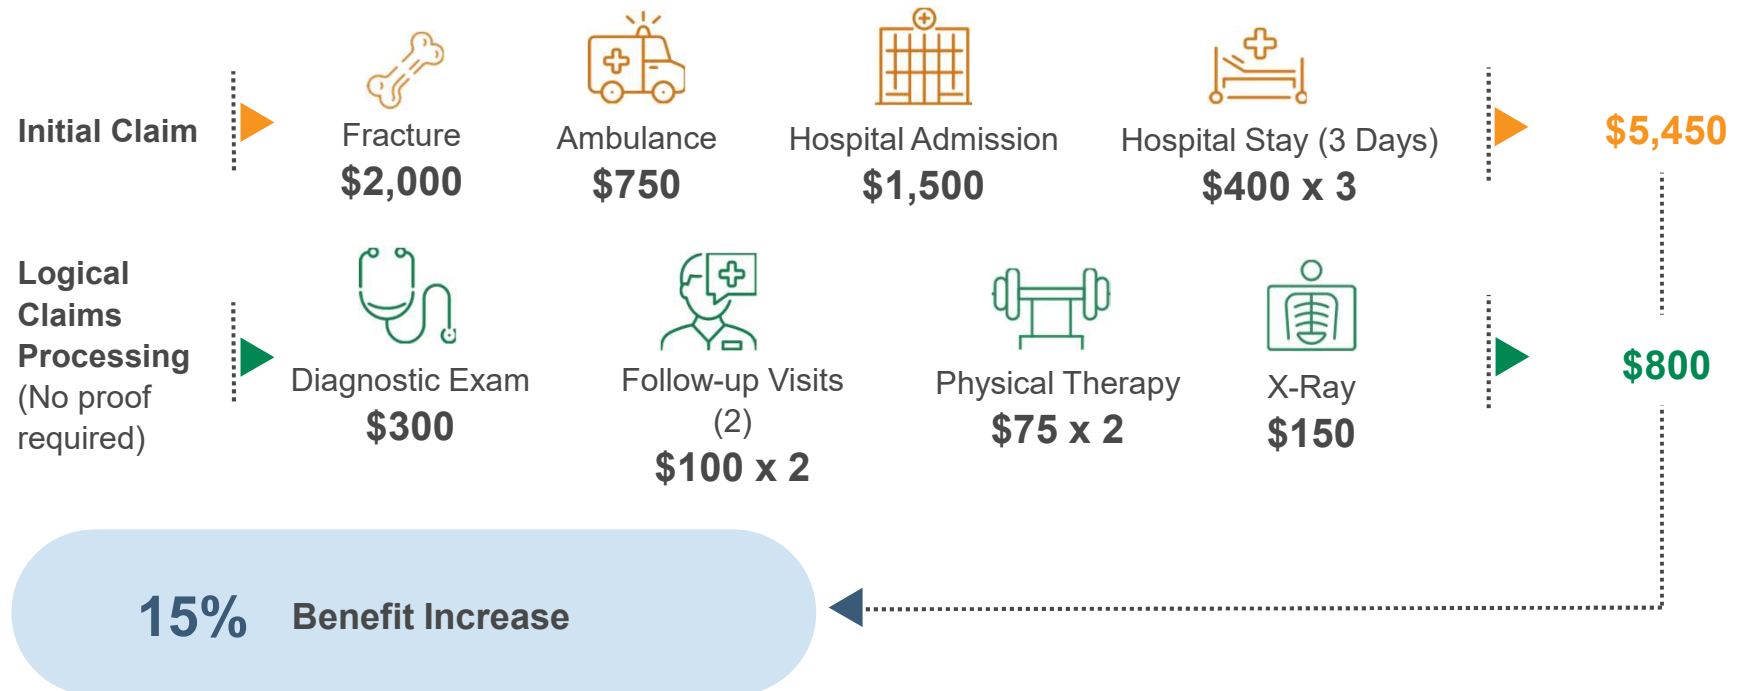 Initial Claim
Fracture
$2,000
Ambulance
$750
Hospital Admission
$1,500
Hospital Stay (3 Days)
$400 x 3
$5,450
Logical
Claims
Processing
(No proof
required)
Diagnostic Exam
$300
Follow-up Visits
(2)
$100 x 2
Physical Therapy
$75 x 2
X-Ray
$150
$800
15% Benefit Increase